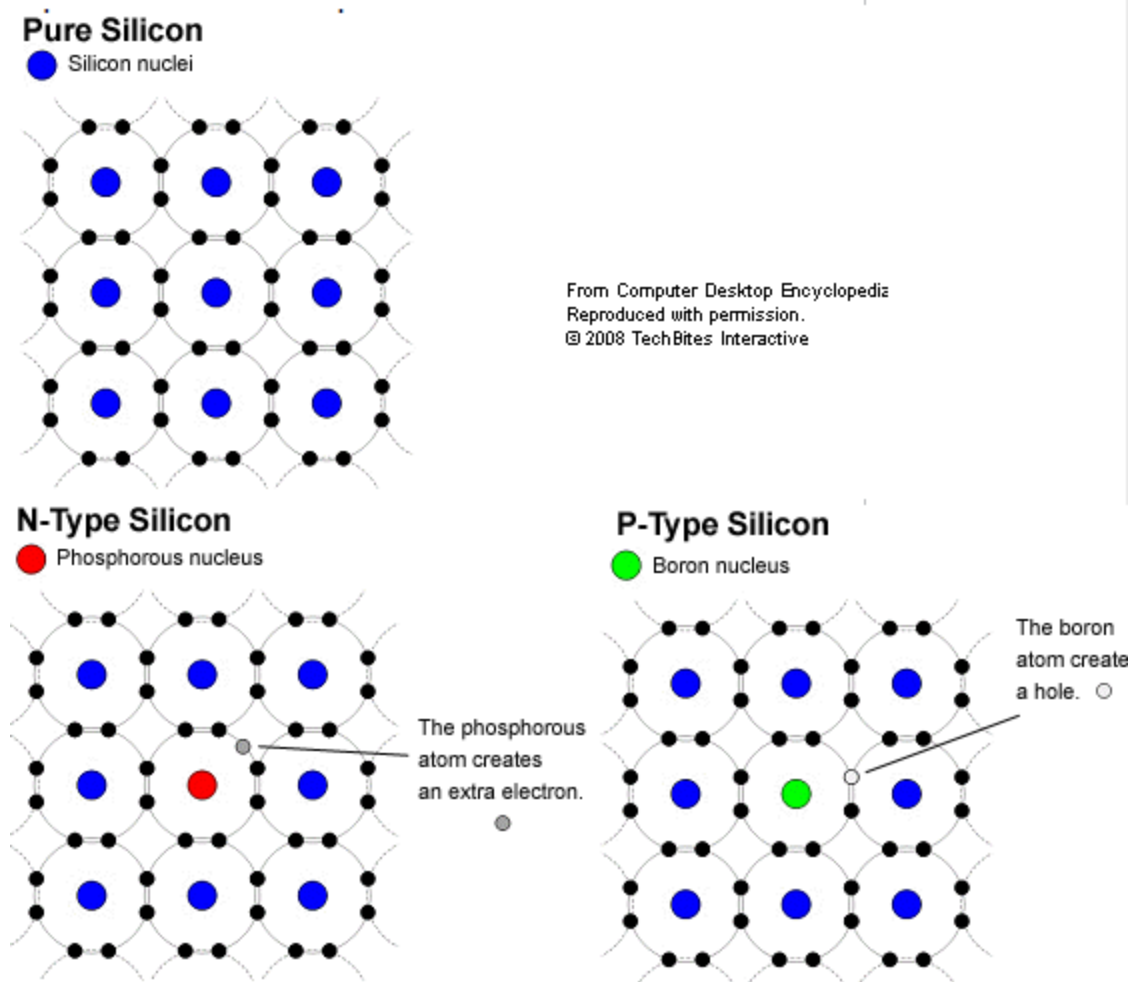 Pure Silicon
Silicon nuclei
From Computer Desktop Encyclopedia
Reproduced with permission.
© 2008 TechBites Interactive
N-Type Silicon
Phosphorous nucleus
The phosphorous
atom creates
an extra electron.
P-Type Silicon
Boron nucleus
The boron
atom create
a hole.